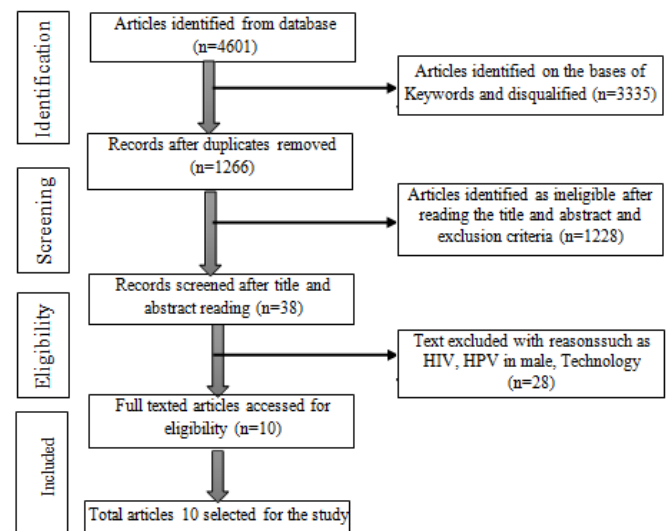 Identification
Articles identified from database
(n=4601)
Articles identified on the bases of
Keywords and disqualified (n=3335)
Records after duplicates removed
(n=1266)
Screening
Articles identified as ineligible after
reading the title and abstract and
exclusion criteria (n=1228)
Records screened after title and
abstract reading (n=38)
Eligibility
Text excluded with reasonssuch as
HIV, HPV in male, Technology
(n=28)
Full texted articles accessed for
eligibility (n=10)
Included
Total articles 10 selected for the study